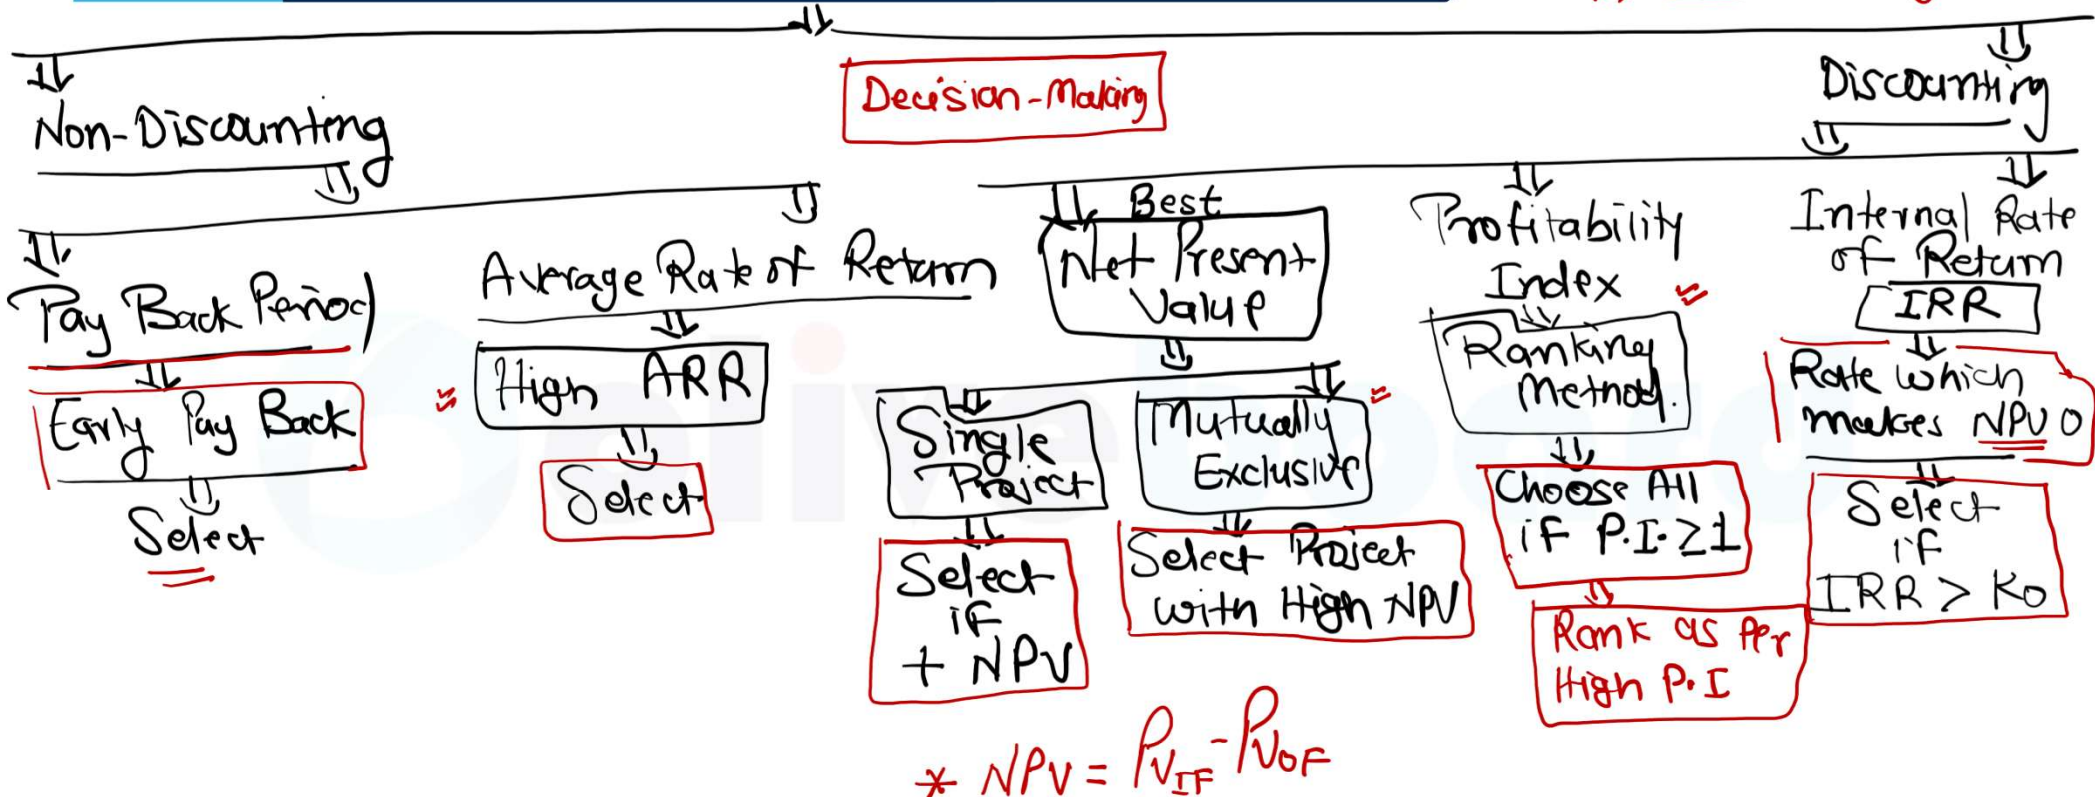 Decision-Making
Non-Discounting
Discounting
Pay Back Period
Early Pay Back
Select
Average Rate of Return
High ARR
Select
Best
Net Present
Value
Single
Project
Select
if
+ NPV
Mutually
Exclusive
Select Project
with High NPV
Profitability
Index
Ranking
Method.
Choose All
if P.I. ≥ 1
Rank as Per
High P.I
Internal Rate
of Return
IRR
Rate which
makes NPV 0
Select
if
IRR > Ko
* NPV = PVIF - PVOF